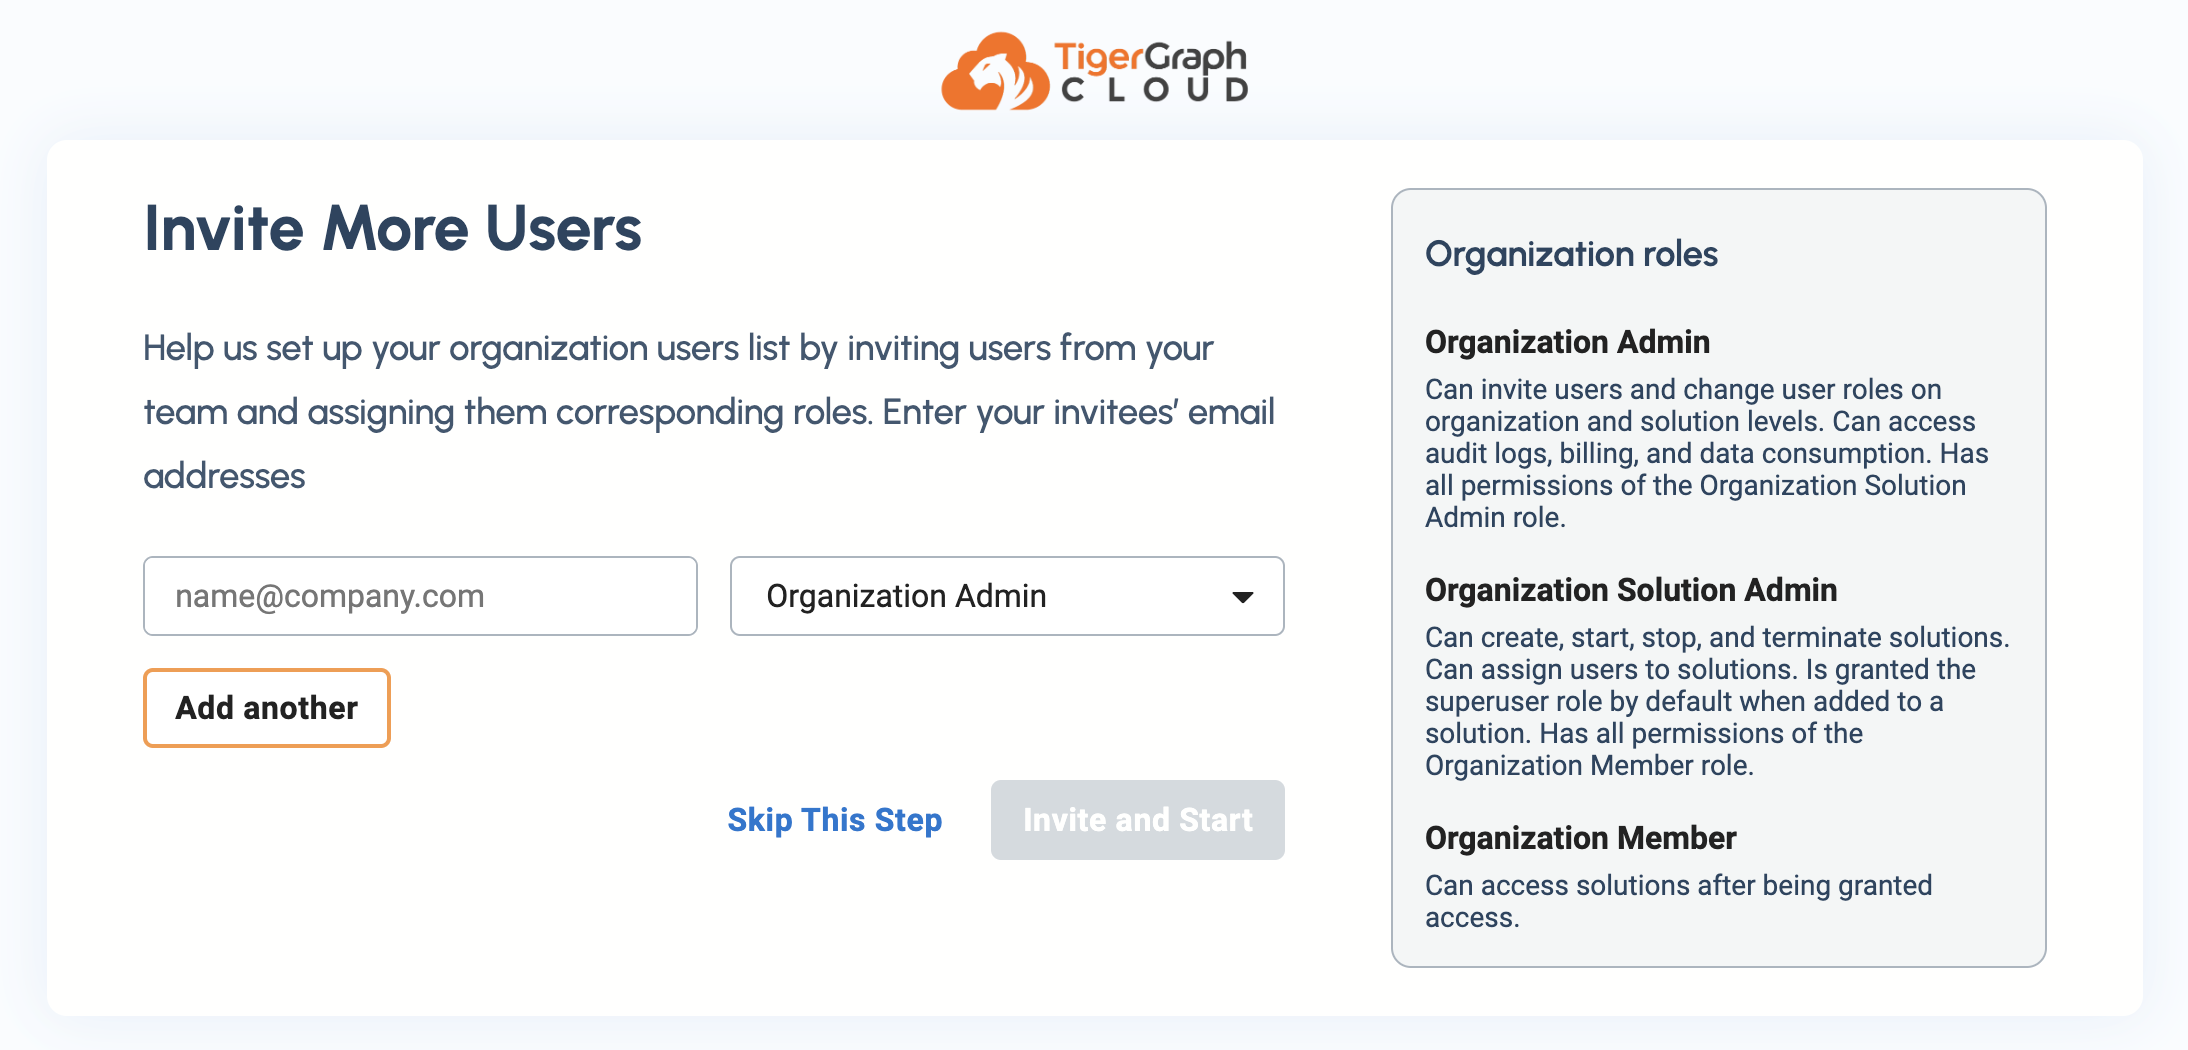 TigerGraph
CLOUD
Invite More Users
Help us set up your organization users list by inviting users from your
team and assigning them corresponding roles. Enter your invitees' email
addresses
name@company.com
Organization Admin
Add another
Skip This Step
Invite and Start
Organization roles
Organization Admin
Can invite users and change user roles on
organization and solution levels. Can access
audit logs, billing, and data consumption. Has
all permissions of the Organization Solution
Admin role.
Organization Solution Admin
Can create, start, stop, and terminate solutions.
Can assign users to solutions. Is granted the
superuser role by default when added to a
solution. Has all permissions of the
Organization Member role.
Organization Member
Can access solutions after being granted
access.